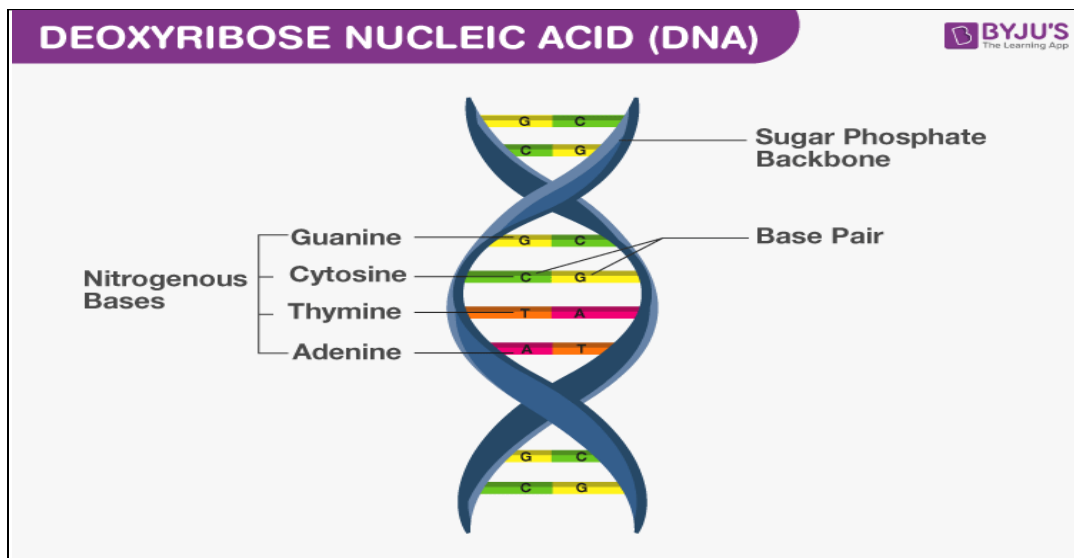 DEOXYRIBOSE NUCLEIC ACID (DNA)
BYJU'S
The Learning App
G C
C G
Sugar Phosphate
Backbone
Guanine
G C
Base Pair
Nitrogenous
Bases
Cytosine
C G
Thymine
T A
Adenine
A T
G C
C G